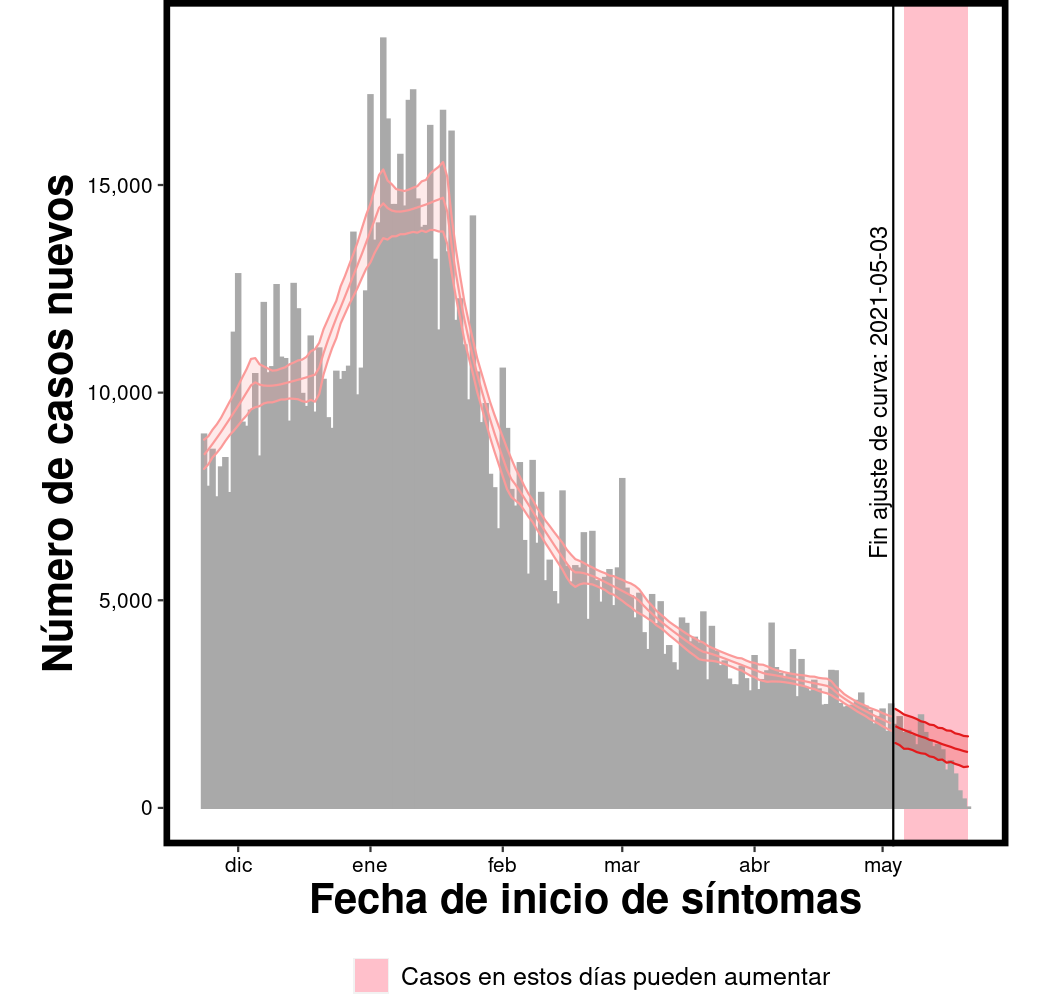 Número de casos nuevos
15,000
10,000
5,000
0
Fin ajuste de curva: 2021-05-03
dic ene feb mar abr may
Fecha de inicio de síntomas
Casos en estos días pueden aumentar